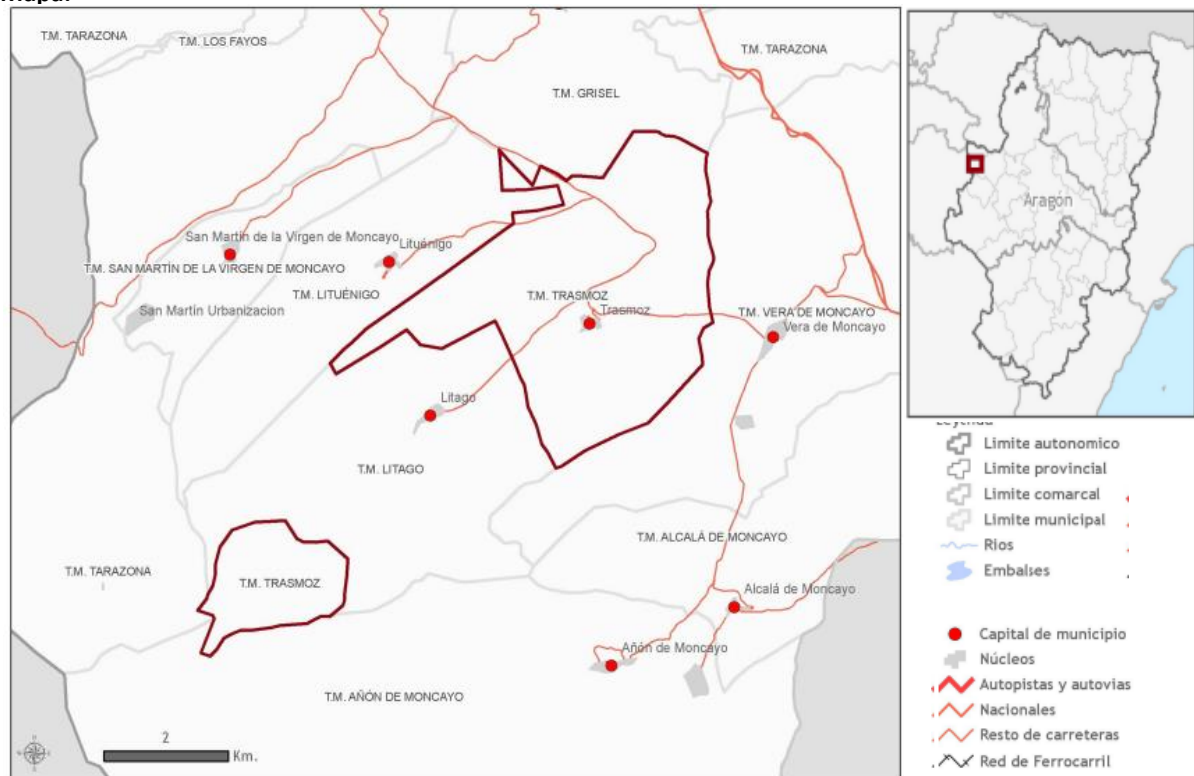 T.M. TARAZONA
T.M. LOS FAYOS
T.M. TARAZONA
T.M. GRISEL
San Martín de la Virgen de Moncayo
Lituénigo
T.M. SAN MARTÍN DE LA VIRGEN DE MONCAYO
T.M. LITUÉNIGO
T.M. TRASMOZ
San Martín Urbanizacion
Trasmoz
T.M. VERA DE MONCAYO
Vera de Moncayo
Litago
T.M. LITAGO
T.M. ALCALÁ DE MONCAYO
T.M. TARAZONA
T.M. TRASMOZ
Alcalá de Moncayo
Añón de Moncayo
T.M. AÑÓN DE MONCAYO
2
Km.
Aragón
Limite autonomico
Limite provincial
Limite comarcal
Limite municipal
Rios
Embalses
Capital de municipio
Núcleos
Autopistas y autovias
Nacionales
Resto de carreteras
Red de Ferrocarril